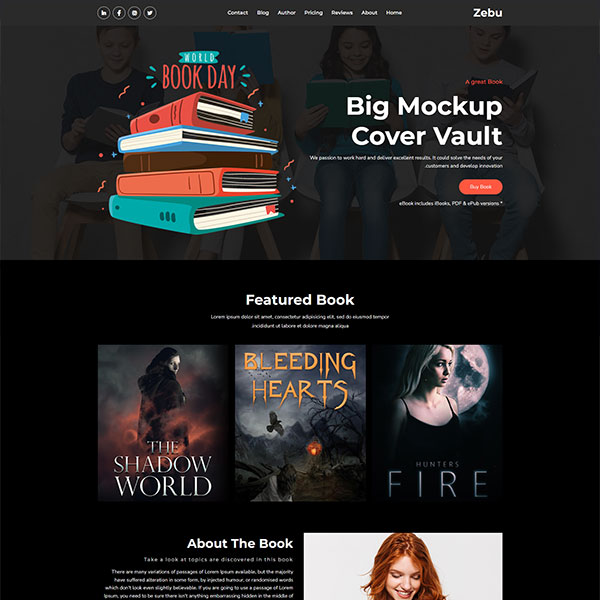 Contact Blog Author Pricing Reviews About Home Zebu
WORLD
BOOK DAY
A great Book
Big Mockup
Cover Vault
We passion to work hard and deliver excellent results. It could solve the needs of your
.customers and develop innovation
Buy Book
eBook includes iBooks, PDF & ePub versions *
Featured Book
Lorem ipsum dolor sit amet, consectetur adipisicing elit, sed do eiusmod tempor
.incididunt ut labore et dolore magna aliqua
THE
SHADOW
WORLD
BLEEDING
HEARTS
HUNTERS
FIRE
About The Book
Take a look at topics are discovered in this book
There are many variations of passages of Lorem Ipsum available, but the majority
have suffered alteration in some form, by injected humour, or randomised words
which don't look even slightly believable. If you are going to use a passage of Lorem
Ipsum, you need to be sure there isn't anything embarrassing hidden in the middle of